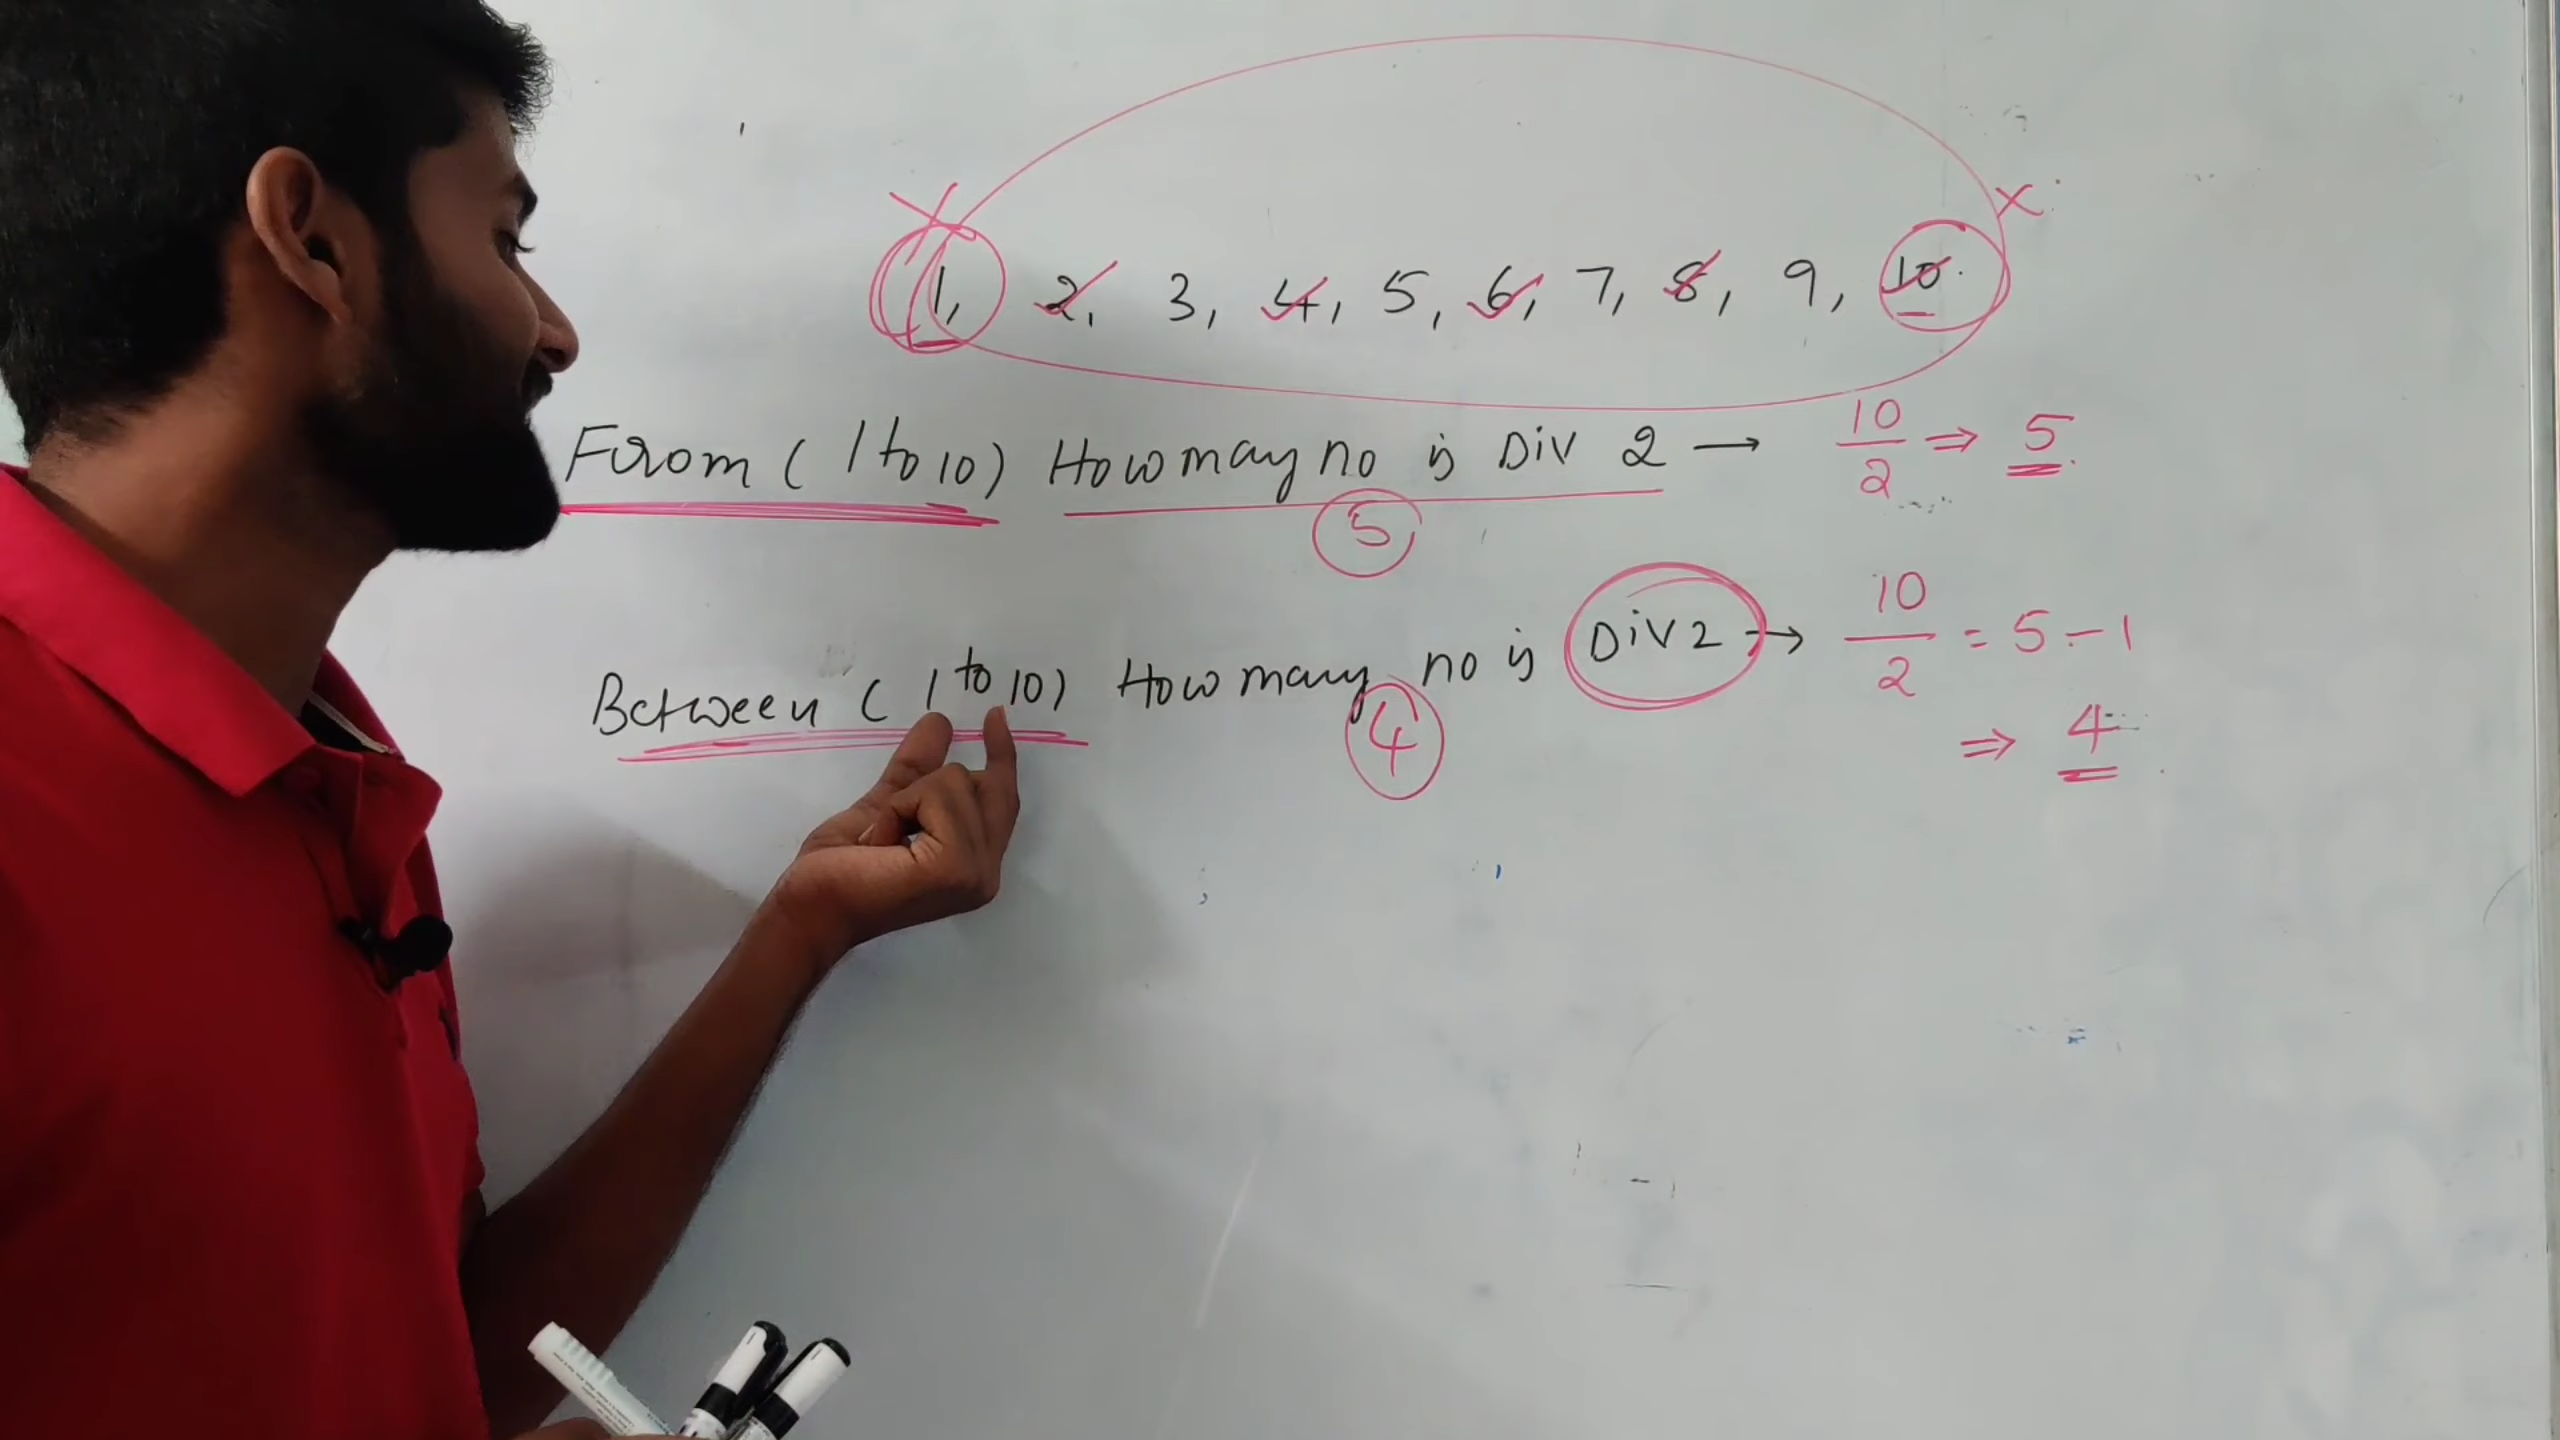 1, 2, 3, 4, 5, 6, 7, 8, 9, 10.
From (1 to 10) How may no is Div 2 → 10/2 ⇒ 5.
5
Between (1 to 10) How many no is Div 2 → 10/2 = 5 - 1
4
⇒ 4